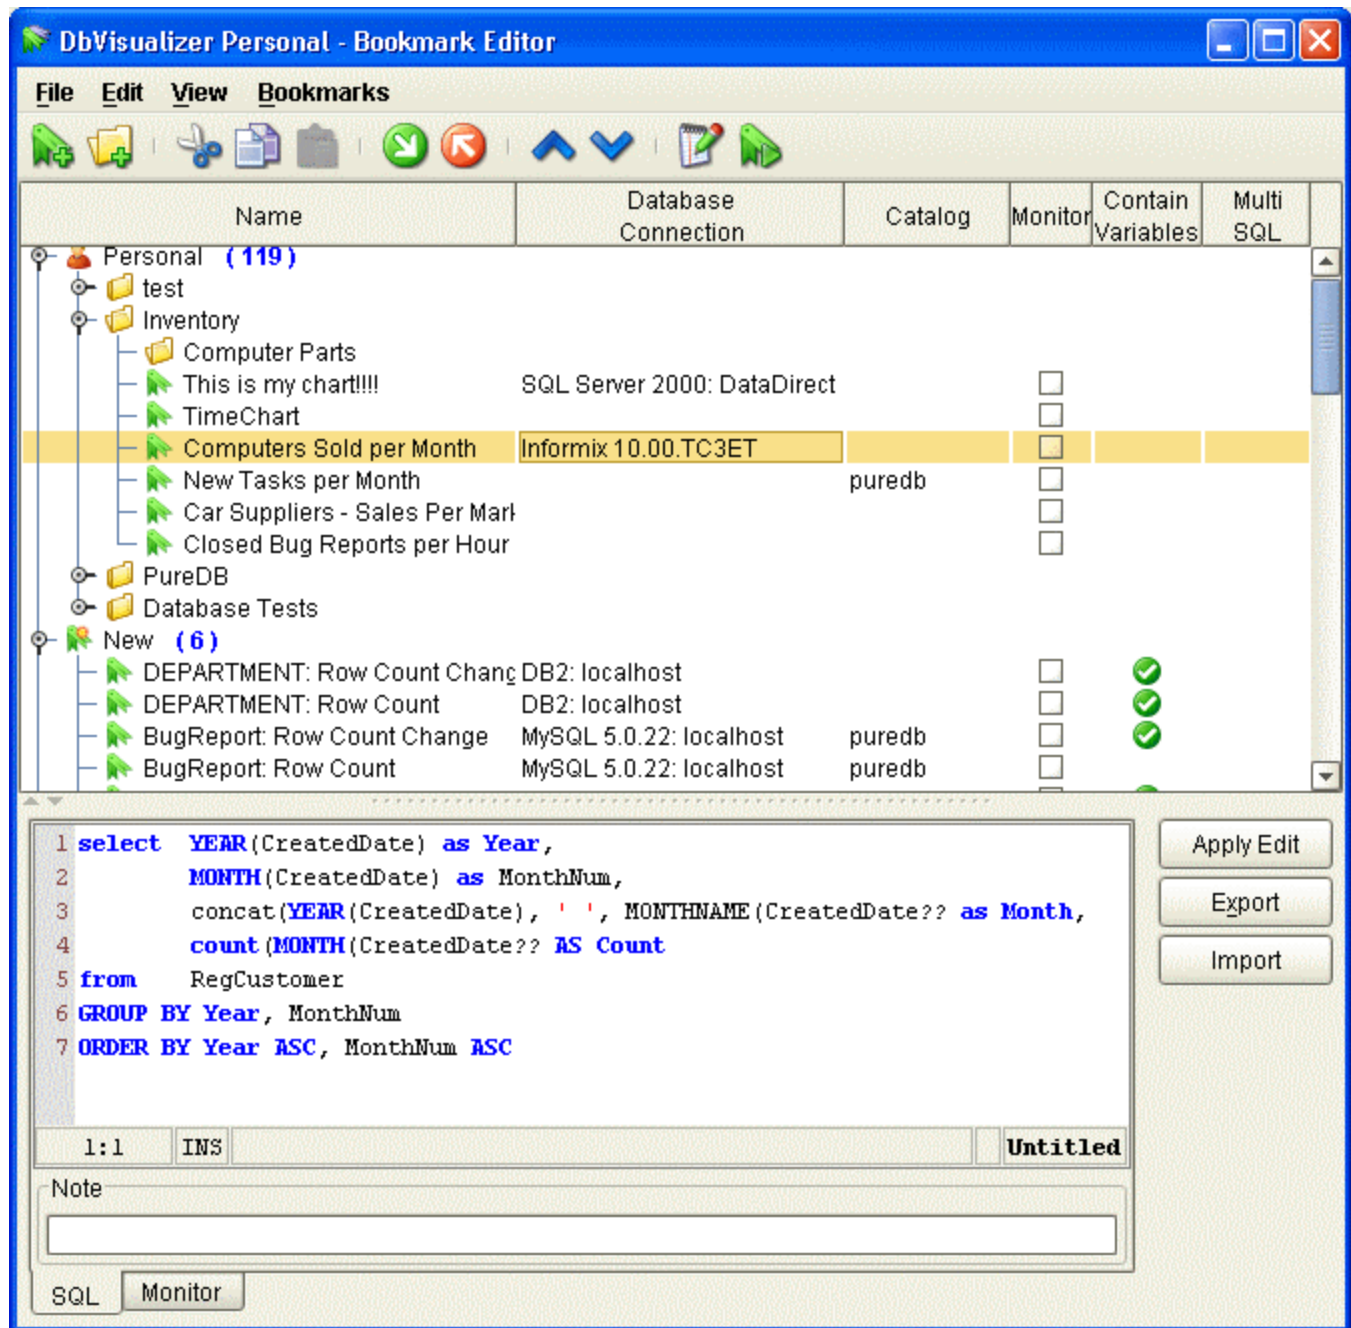 DbVisualizer Personal - Bookmark Editor
File Edit View Bookmarks
Name Database Connection Catalog Monitor Contain Variables Multi SQL
Personal (119)
test
Inventory
Computer Parts
This is my chart!!!! SQL Server 2000: DataDirect
TimeChart
Computers Sold per Month Informix 10.00.TC3ET
New Tasks per Month puredb
Car Suppliers - Sales Per Mark
Closed Bug Reports per Hour
PureDB
Database Tests
New (6)
DEPARTMENT: Row Count Chang DB2: localhost
DEPARTMENT: Row Count DB2: localhost
BugReport: Row Count Change MySQL 5.0.22: localhost puredb
BugReport: Row Count MySQL 5.0.22: localhost puredb
1 select YEAR(CreatedDate) as Year,
2 MONTH(CreatedDate) as MonthNum,
3 concat(YEAR(CreatedDate), ' ', MONTHNAME(CreatedDate?? as Month,
4 count(MONTH(CreatedDate?? AS Count
5 from RegCustomer
6 GROUP BY Year, MonthNum
7 ORDER BY Year ASC, MonthNum ASC
Apply Edit
Export
Import
1:1 INS Untitled
Note
SQL Monitor